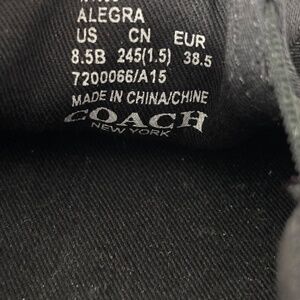 ALEGRA
US CN EUR
8.5B 245(1.5) 38.5
7200066/A15
MADE IN CHINA/CHINE
COACH
NEW YORK